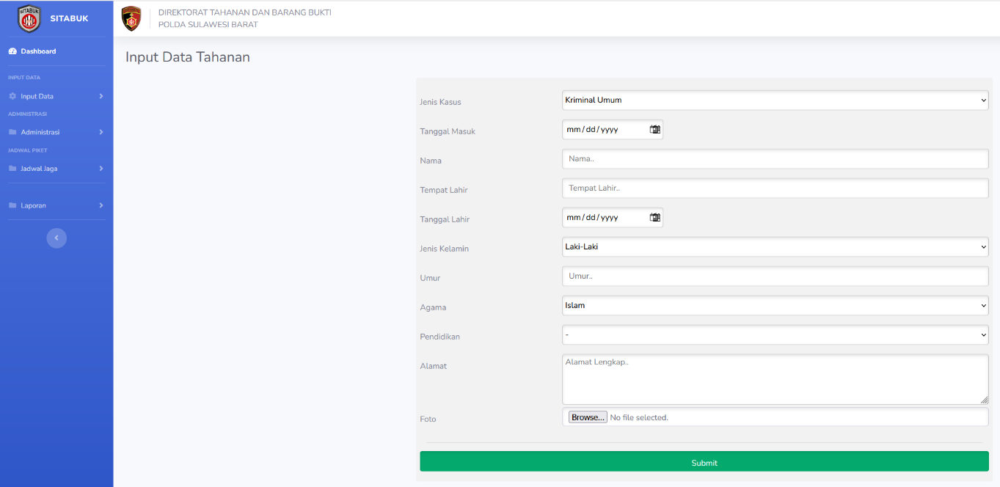 SITABUK
SITABUK
DIREKTORAT TAHANAN DAN BARANG BUKTI
POLDA SULAWESI BARAT
Dashboard
INPUT DATA
Input Data
ADMINISTRASI
Administrasi
JADWAL PIKET
Jadwal Jaga
Laporan
Input Data Tahanan
Jenis Kasus
Kriminal Umum
Tanggal Masuk
mm/dd/yyyy
Nama
Nama..
Tempat Lahir
Tempat Lahir..
Tanggal Lahir
mm/dd/yyyy
Jenis Kelamin
Laki-Laki
Umur
Umur..
Agama
Islam
Pendidikan
-
Alamat
Alamat Lengkap..
Foto
Browse... No file selected.
Submit